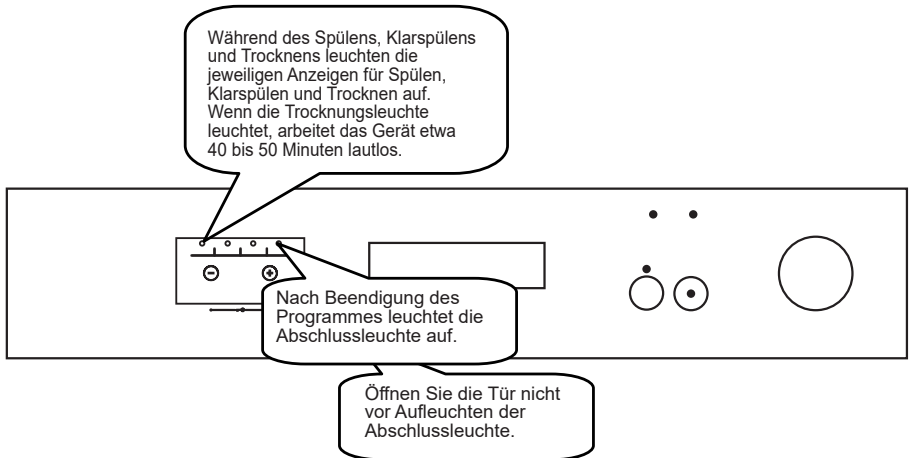 Während des Spülens, Klarspülens
und Trocknens leuchten die
jeweiligen Anzeigen für Spülen,
Klarspülen und Trocknen auf.
Wenn die Trocknungsleuchte
leuchtet, arbeitet das Gerät etwa
40 bis 50 Minuten lautlos.
Nach Beendigung des
Programmes leuchtet die
Abschlussleuchte auf.
Öffnen Sie die Tür nicht
vor Aufleuchten der
Abschlussleuchte.